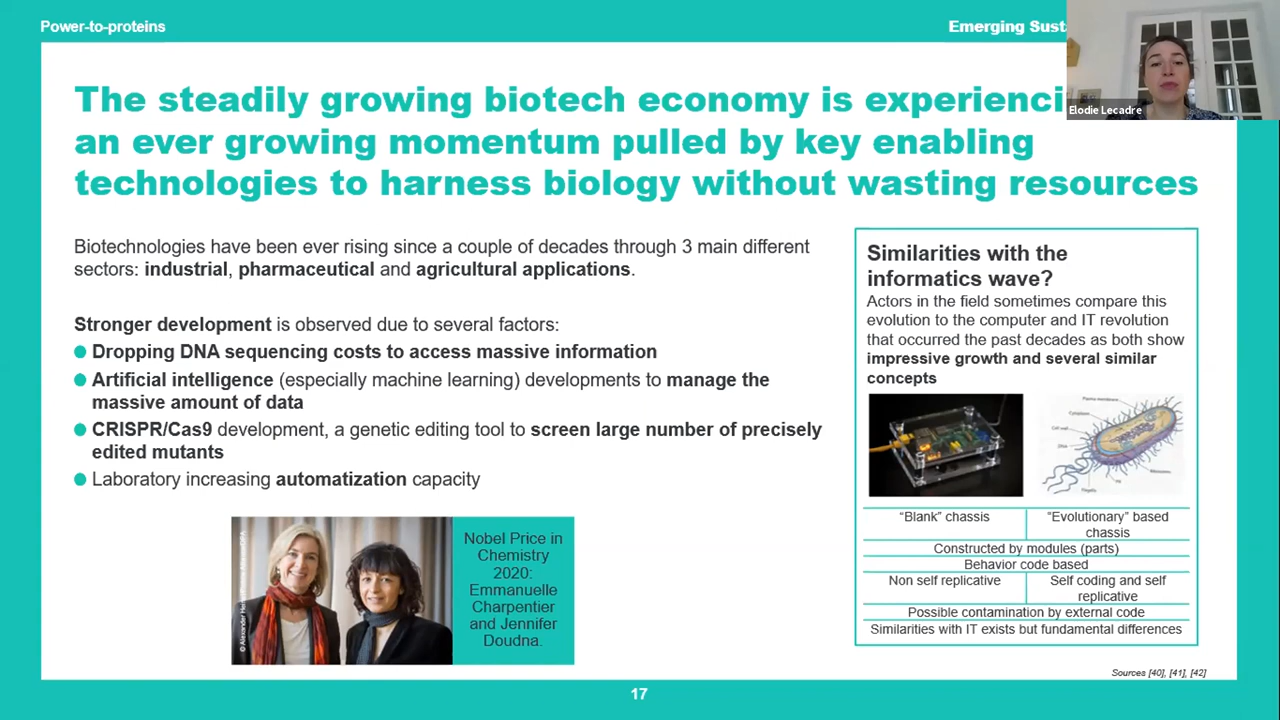 Power-to-proteins
Emerging Sust
Elodie Lecadre
The steadily growing biotech economy is experienci
an ever growing momentum pulled by key enabling
technologies to harness biology without wasting resources
Biotechnologies have been ever rising since a couple of decades through 3 main different
sectors: industrial, pharmaceutical and agricultural applications.
Stronger development is observed due to several factors:
Dropping DNA sequencing costs to access massive information
Artificial intelligence (especially machine learning) developments to manage the
massive amount of data
CRISPR/Cas9 development, a genetic editing tool to screen large number of precisely
edited mutants
Laboratory increasing automatization capacity
Nobel Price in
Chemistry
2020:
Emmanuelle
Charpentier
and Jennifer
Doudna.
Similarities with the
informatics wave?
Actors in the field sometimes compare this
evolution to the computer and IT revolution
that occurred the past decades as both show
impressive growth and several similar
concepts
Plasma membrane
Cytoplasm
Cell wall
DNA
Ribosomes
Pili
Flagella
“Blank” chassis
“Evolutionary” based
chassis
Constructed by modules (parts)
Behavior code based
Non self replicative
Self coding and self
replicative
Possible contamination by external code
Similarities with IT exists but fundamental differences
Sources [40], [41], [42]
17